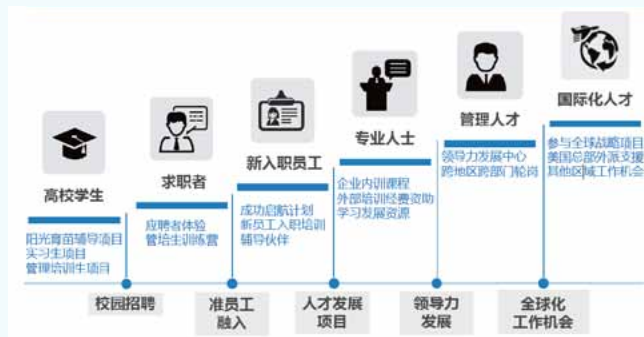 高校学生
阳光育苗辅导项目
实习生项目
管理培训生项目
求职者
应聘者体验
管培生训练营
新入职员工
成功启航计划
新员工入职培训
辅导伙伴
专业人士
企业内训课程
外部培训经费资助
学习发展资源
管理人才
领导力发展中心
跨地区跨部门轮岗
国际化人才
参与全球战略项目
美国总部外派支援
其他区域工作机会
校园招聘
准员工
融入
人才发展
项目
领导力
发展
全球化
工作机会